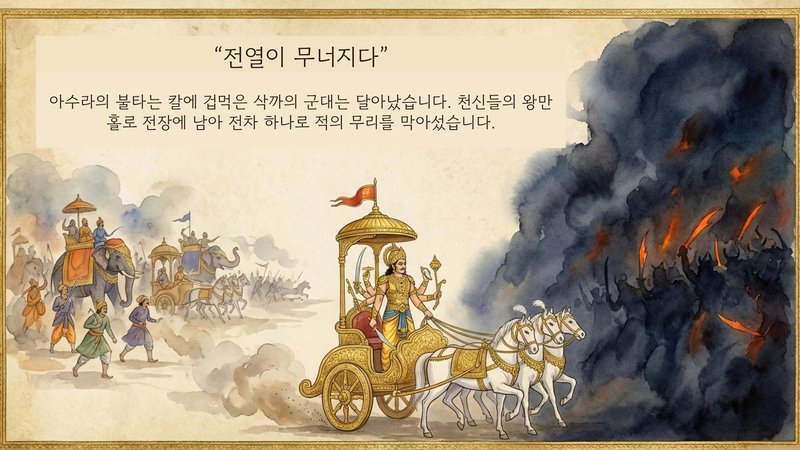 “전열이 무너지다”
아수라의 불타는 칼에 겁먹은 삭까의 군대는 달아났습니다. 천신들의 왕만
홀로 전장에 남아 전차 하나로 적의 무리를 막아섰습니다.